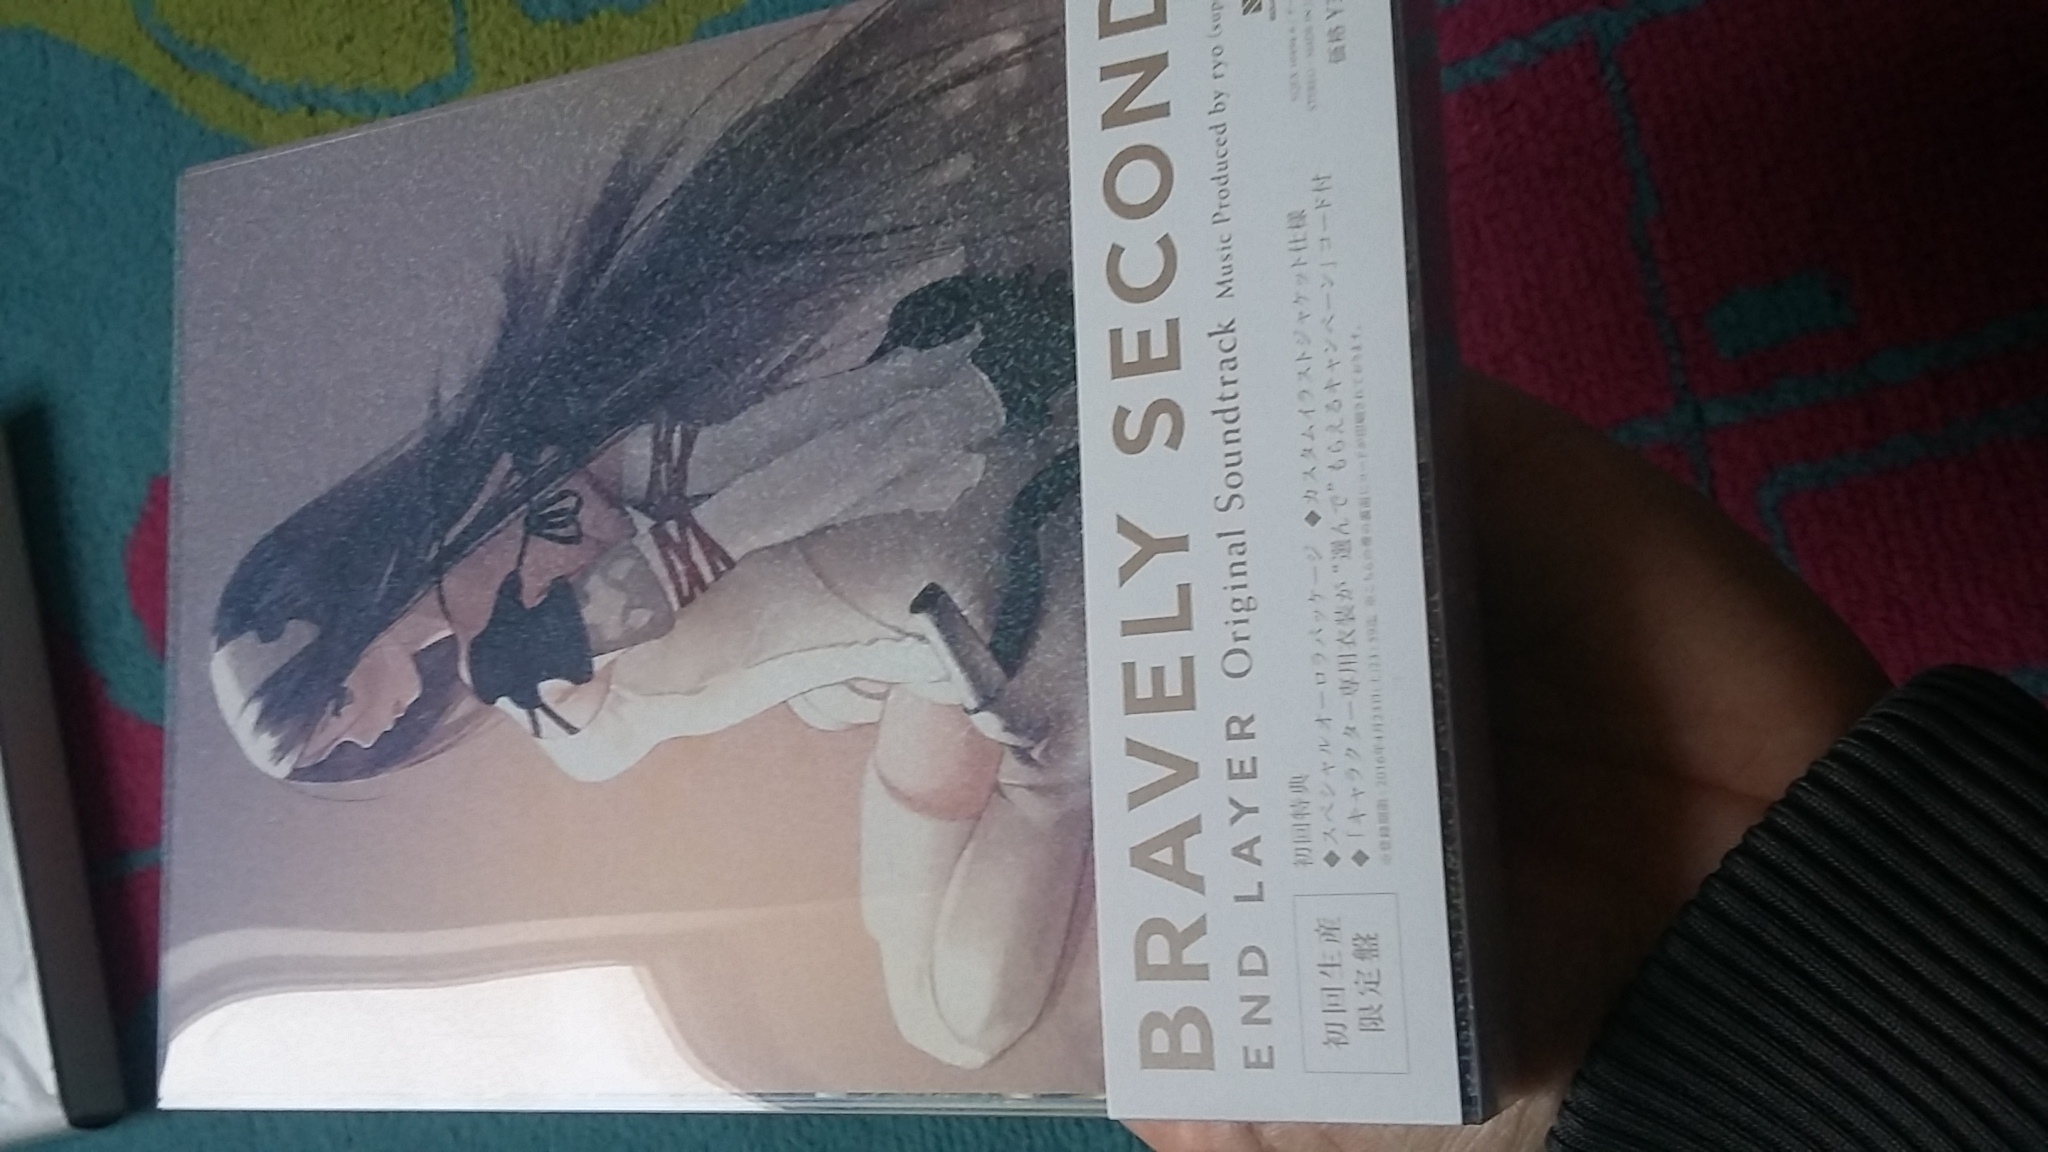 BRAVELY SECOND
END LAYER Original Soundtrack Music Produced by ryo (sup
初回生産
限定盤
初回特典
◆スペシャルオーロラパッケージ ◆カスタムイラストジャケット仕様
◆「キャラクター専用衣装が“選んで”もらえるキャンペーン」コード付
価格 ¥